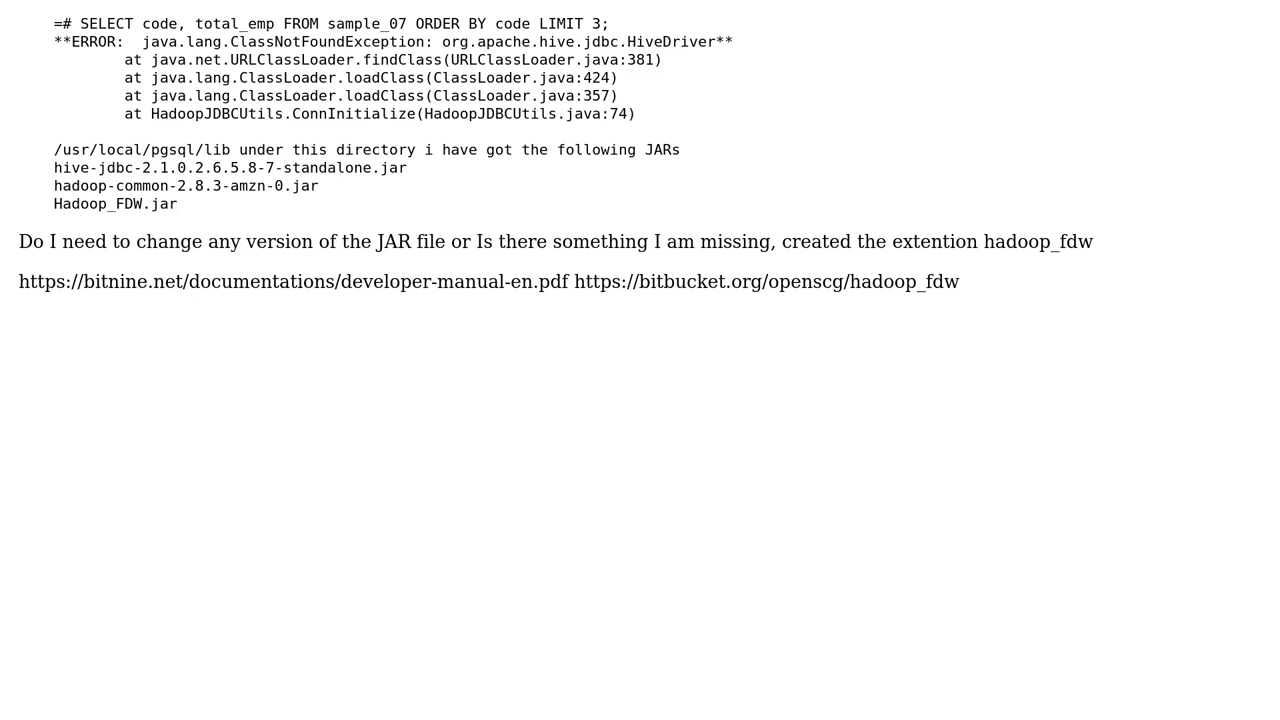 =# SELECT code, total_emp FROM sample_07 ORDER BY code LIMIT 3;
**ERROR:  java.lang.ClassNotFoundException: org.apache.hive.jdbc.HiveDriver**
        at java.net.URLClassLoader.findClass(URLClassLoader.java:381)
        at java.lang.ClassLoader.loadClass(ClassLoader.java:424)
        at java.lang.ClassLoader.loadClass(ClassLoader.java:357)
        at HadoopJDBCUtils.ConnInitialize(HadoopJDBCUtils.java:74)

/usr/local/pgsql/lib under this directory i have got the following JARs
hive-jdbc-2.1.0.2.6.5.8-7-standalone.jar
hadoop-common-2.8.3-amzn-0.jar
Hadoop_FDW.jar

Do I need to change any version of the JAR file or Is there something I am missing, created the extention hadoop_fdw

https://bitnine.net/documentations/developer-manual-en.pdf https://bitbucket.org/openscg/hadoop_fdw